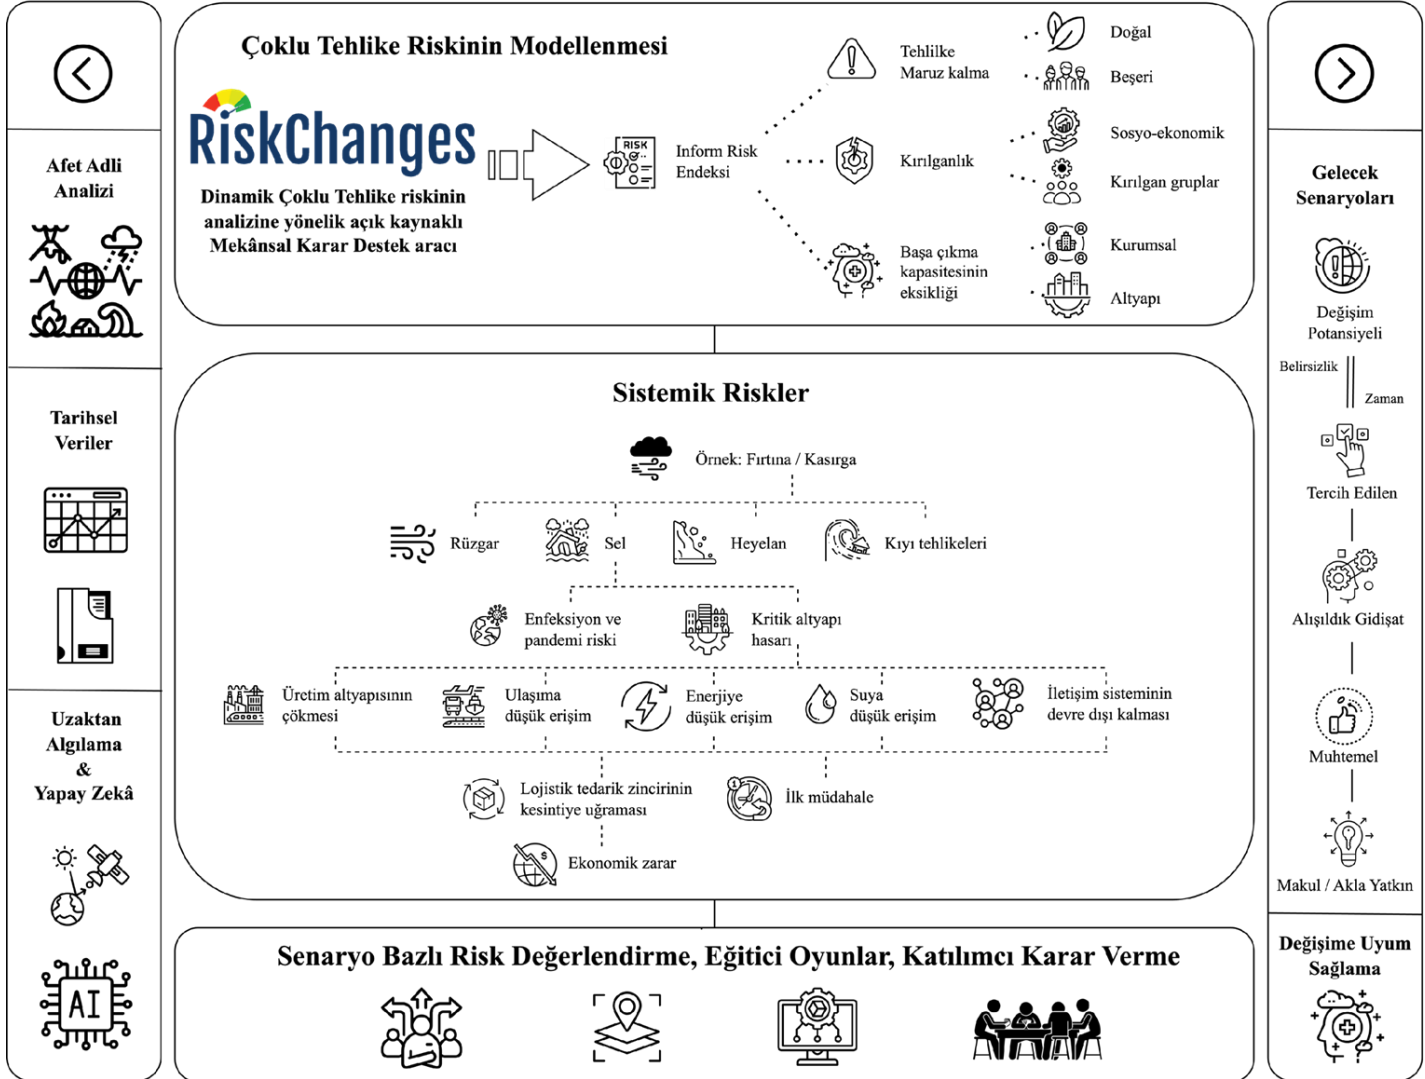 Afet Adli
Analizi
Tarihsel
Veriler
Uzaktan
Algılama
&
Yapay Zekâ
AI
Çoklu Tehlike Riskinin Modellenmesi
RiskChanges
Dinamik Çoklu Tehlike riskinin
analizine yönelik açık kaynaklı
Mekânsal Karar Destek aracı
RISK
Inform Risk
Endeksi
Tehlilke
Maruz kalma
Doğal
Beşeri
Kırılganlık
Sosyo-ekonomik
Kırılgan gruplar
Başa çıkma
kapasitesinin
eksikliği
Kurumsal
Altyapı
Sistemik Riskler
Örnek: Fırtına / Kasırga
Rüzgar
Sel
Heyelan
Kıyı tehlikeleri
Enfeksiyon ve
pandemi riski
Kritik altyapı
hasarı
Üretim altyapısının
çökmesi
Ulaşıma
düşük erişim
Enerjiye
düşük erişim
Suya
düşük erişim
İletişim sisteminin
devre dışı kalması
Lojistik tedarik zincirinin
kesintiye uğraması
1
İlk müdahale
$
Ekonomik zarar
Senaryo Bazlı Risk Değerlendirme, Eğitici Oyunlar, Katılımcı Karar Verme
Gelecek
Senaryoları
Değişim
Potansiyeli
Belirsizlik
Zaman
Tercih Edilen
Alışıldık Gidişat
Muhtemel
Makul / Akla Yatkın
Değişime Uyum
Sağlama